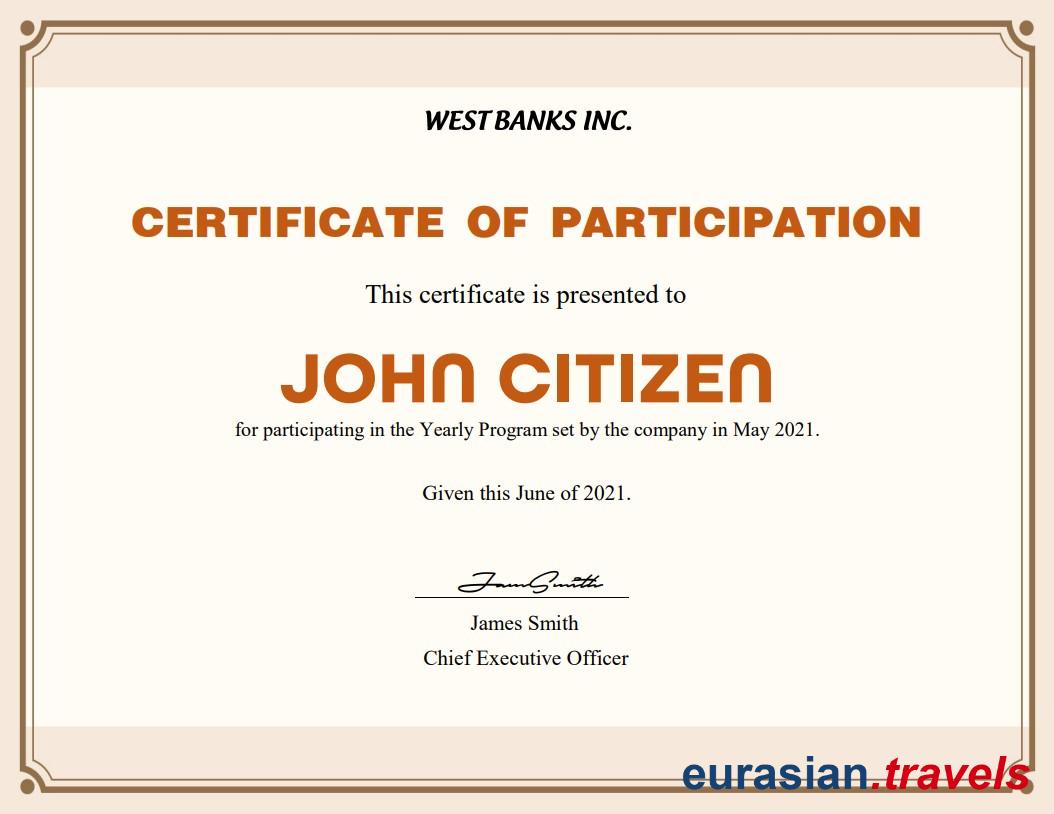 WEST BANKS INC.
CERTIFICATE OF PARTICIPATION
This certificate is presented to
JOHN CITIZEN
for participating in the Yearly Program set by the company in May 2021.
Given this June of 2021.
JamSmith
James Smith
Chief Executive Officer
eurasian.travels